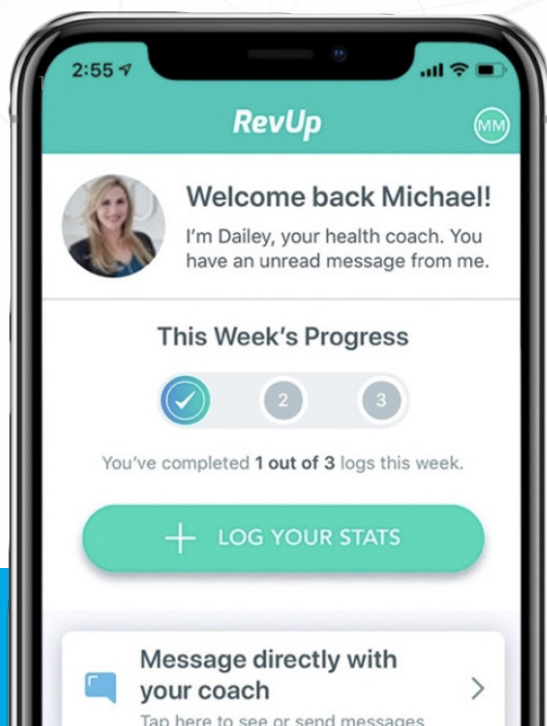 2:55
RevUp
MM
Welcome back Michael!
I'm Dailey, your health coach. You
have an unread message from me.
This Week's Progress
2
3
You've completed 1 out of 3 logs this week.
+ LOG YOUR STATS
Message directly with
your coach
Tap here to see or send messages